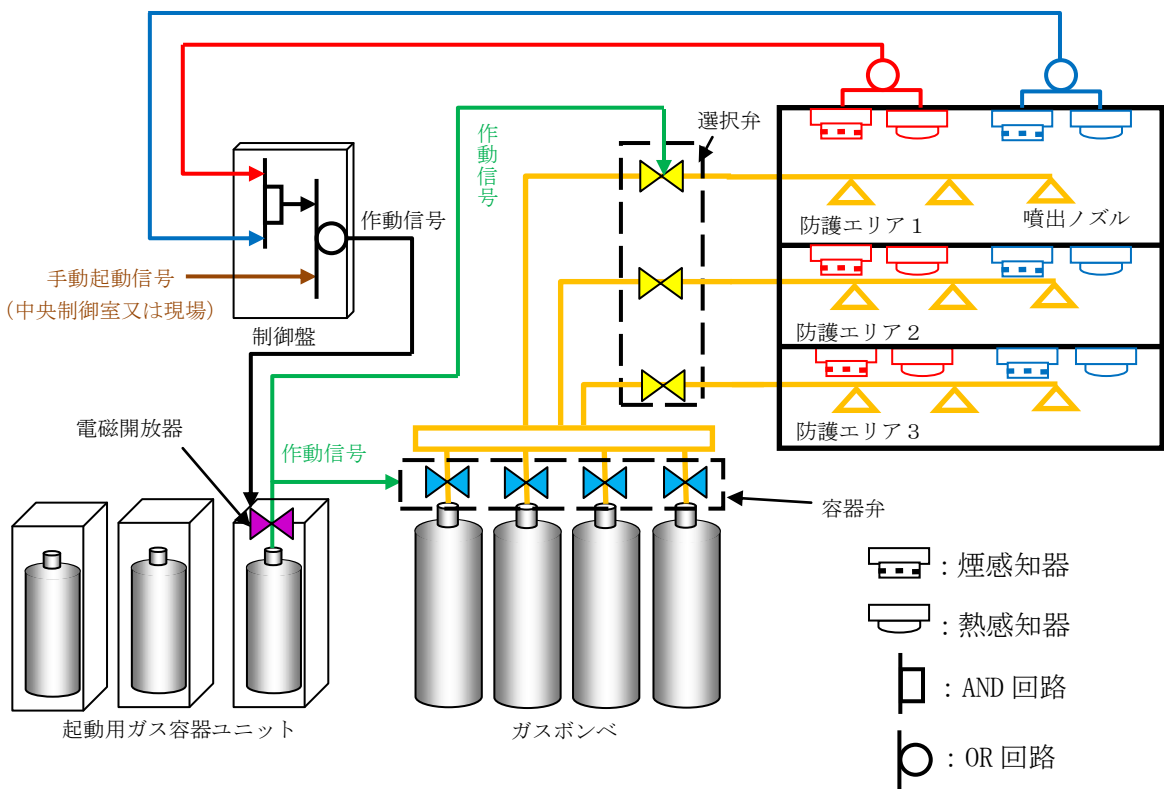 選択弁
作動信号
防護エリア1
噴出ノズル
作動信号
手動起動信号
(中央制御室又は現場)
制御盤
防護エリア2
防護エリア3
電磁開放器
作動信号
容器弁
:煙感知器
:熱感知器
:AND 回路
:OR 回路
起動用ガス容器ユニット
ガスボンベ